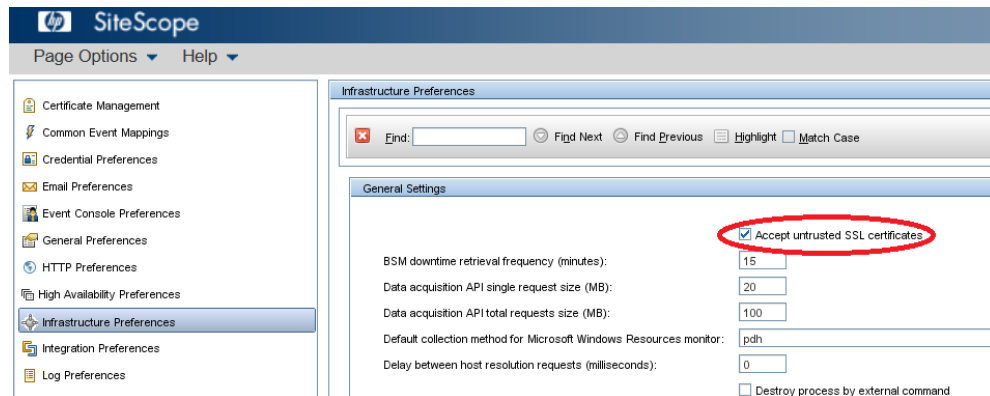 hp SiteScope
Page Options Help
Certificate Management
Common Event Mappings
Credential Preferences
Email Preferences
Event Console Preferences
General Preferences
HTTP Preferences
High Availability Preferences
Infrastructure Preferences
Integration Preferences
Log Preferences
Infrastructure Preferences
Find: Find Next Find Previous Highlight Match Case
General Settings
Accept untrusted SSL certificates
BSM downtime retrieval frequency (minutes): 15
Data acquisition API single request size (MB): 20
Data acquisition API total requests size (MB): 100
Default collection method for Microsoft Windows Resources monitor: pdh
Delay between host resolution requests (milliseconds): 0
Destroy process by external command